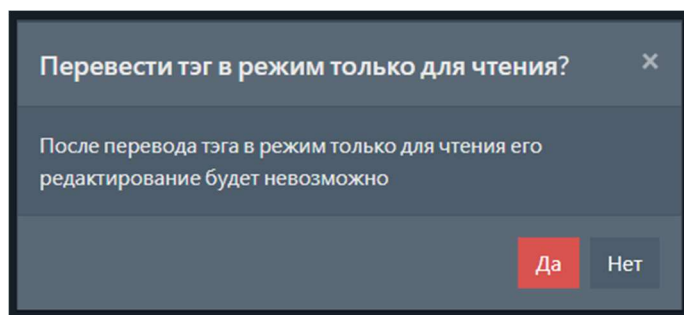 Перевести тэг в режим только для чтения? ×
После перевода тэга в режим только для чтения его
редактирование будет невозможно
Да Нет